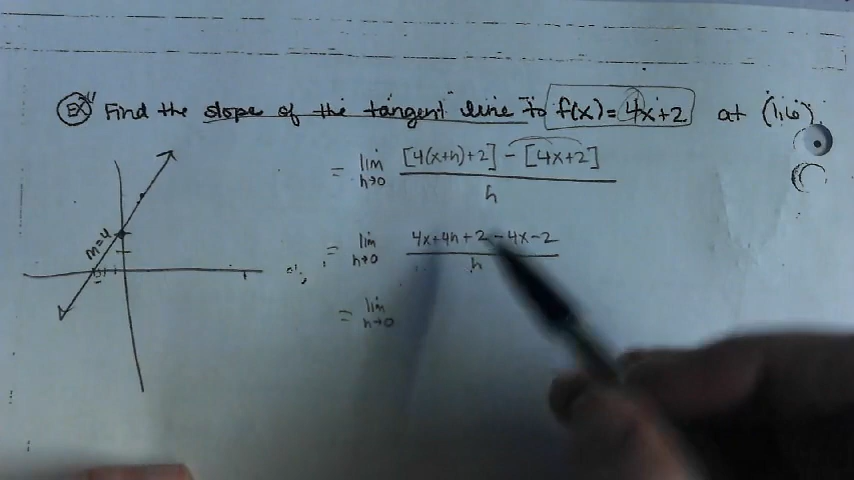 Ex" Find the slope of the "tangent" line to f(x)=4x+2 at (1,6).
= lim h→0 [4(x+h)+2] - [4x+2] / h
= lim h→0 4x+4h+2-4x-2 / h
= lim h→0
m=4